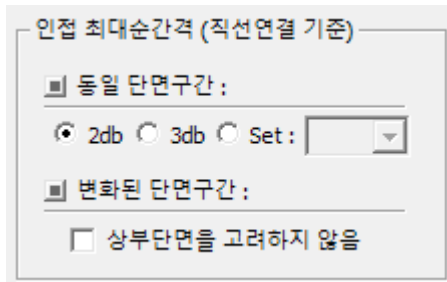 인접 최대순간격 (직선연결 기준)
동일 단면구간 :
2db 3db Set :
변화된 단면구간 :
상부단면을 고려하지 않음